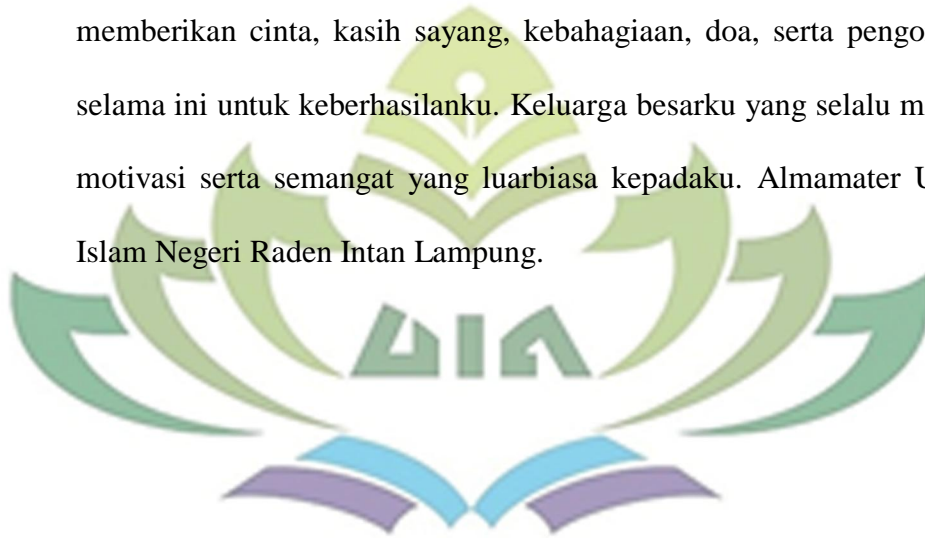 memberikan cinta, kasih sayang, kebahagiaan, doa, serta
selama ini untuk keberhasilanku. Keluarga besarku yang selalu
motivasi serta semangat yang luarbiasa kepadaku. Almamater
Islam Negeri Raden Intan Lampung.
UIN